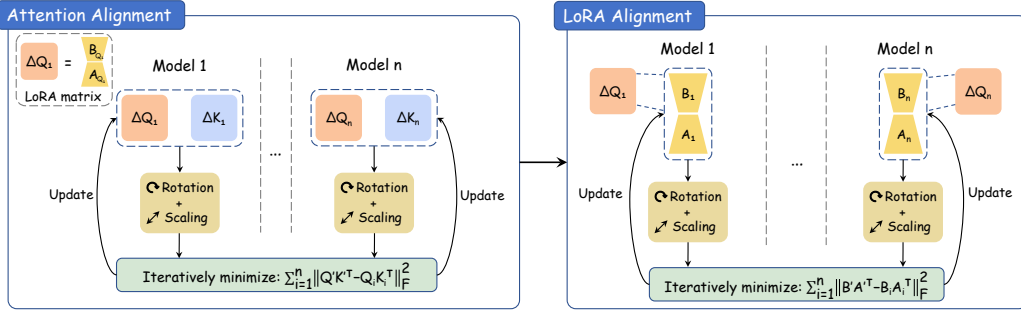 Attention Alignment
ΔQ₁ = B_Q₁ A_Q₁
LoRA matrix
Model 1
ΔQ₁ ΔK₁
Rotation
+
Scaling
Update
...
Model n
ΔQₙ ΔKₙ
Rotation
+
Scaling
Update
Iteratively minimize: ∑ⁿᵢ₌₁‖Q'K'ᵀ-QᵢKᵢᵀ‖²_F
LoRA Alignment
Model 1
ΔQ₁
B₁
A₁
Rotation
+
Scaling
Update
...
Model n
Bₙ
Aₙ
ΔQₙ
Rotation
+
Scaling
Update
Iteratively minimize: ∑ⁿᵢ₌₁‖B'A'ᵀ-BᵢAᵢᵀ‖²_F